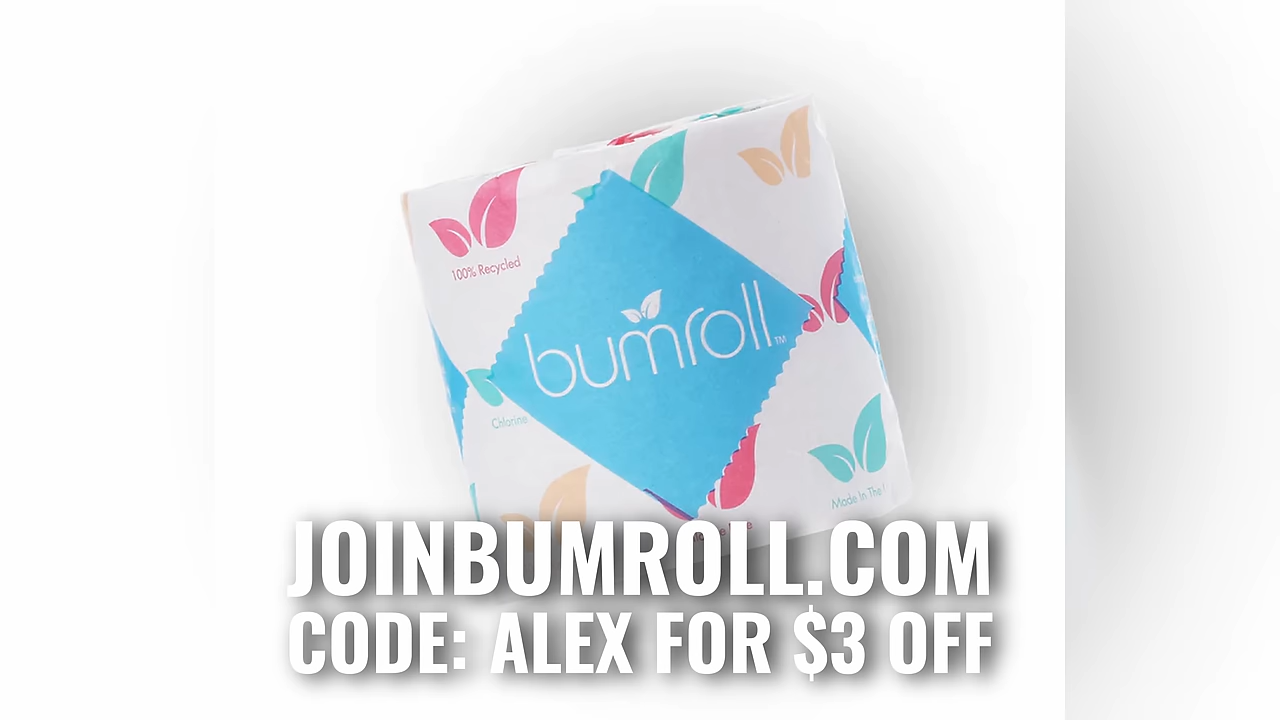 100% Recycled
bumroll™
Chlorine
Made In The
JOINBUMROLL.COM
CODE: ALEX FOR $3 OFF